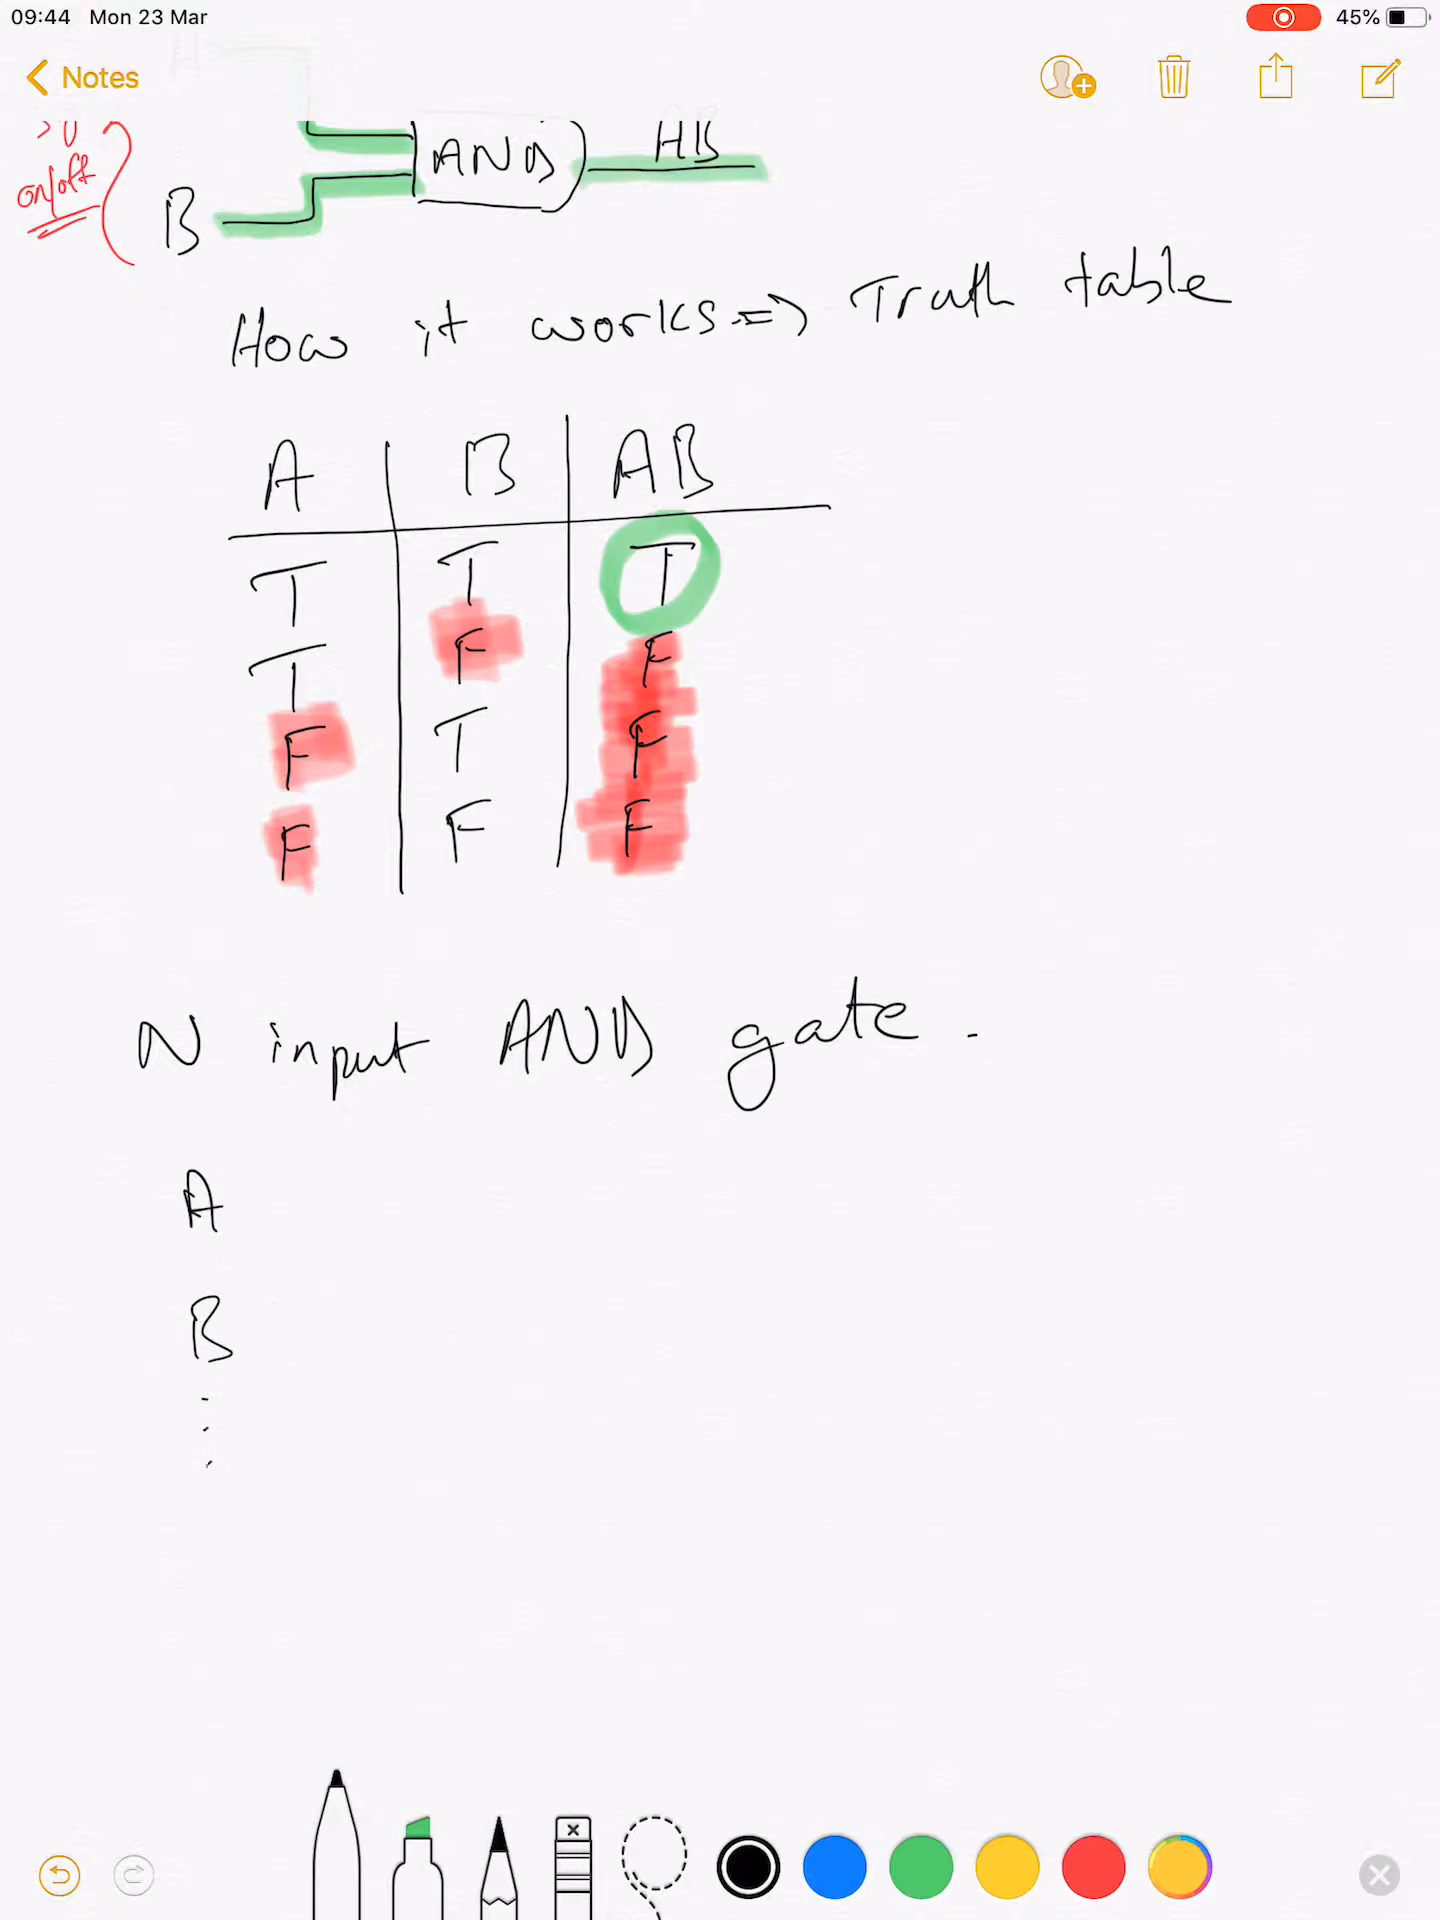 09:44 Mon 23 Mar 45%
Notes
on/off
AND AB
B
How it works => Truth table
A B AB
T T T
T F F
F T F
F F F
N input AND gate.
A
B